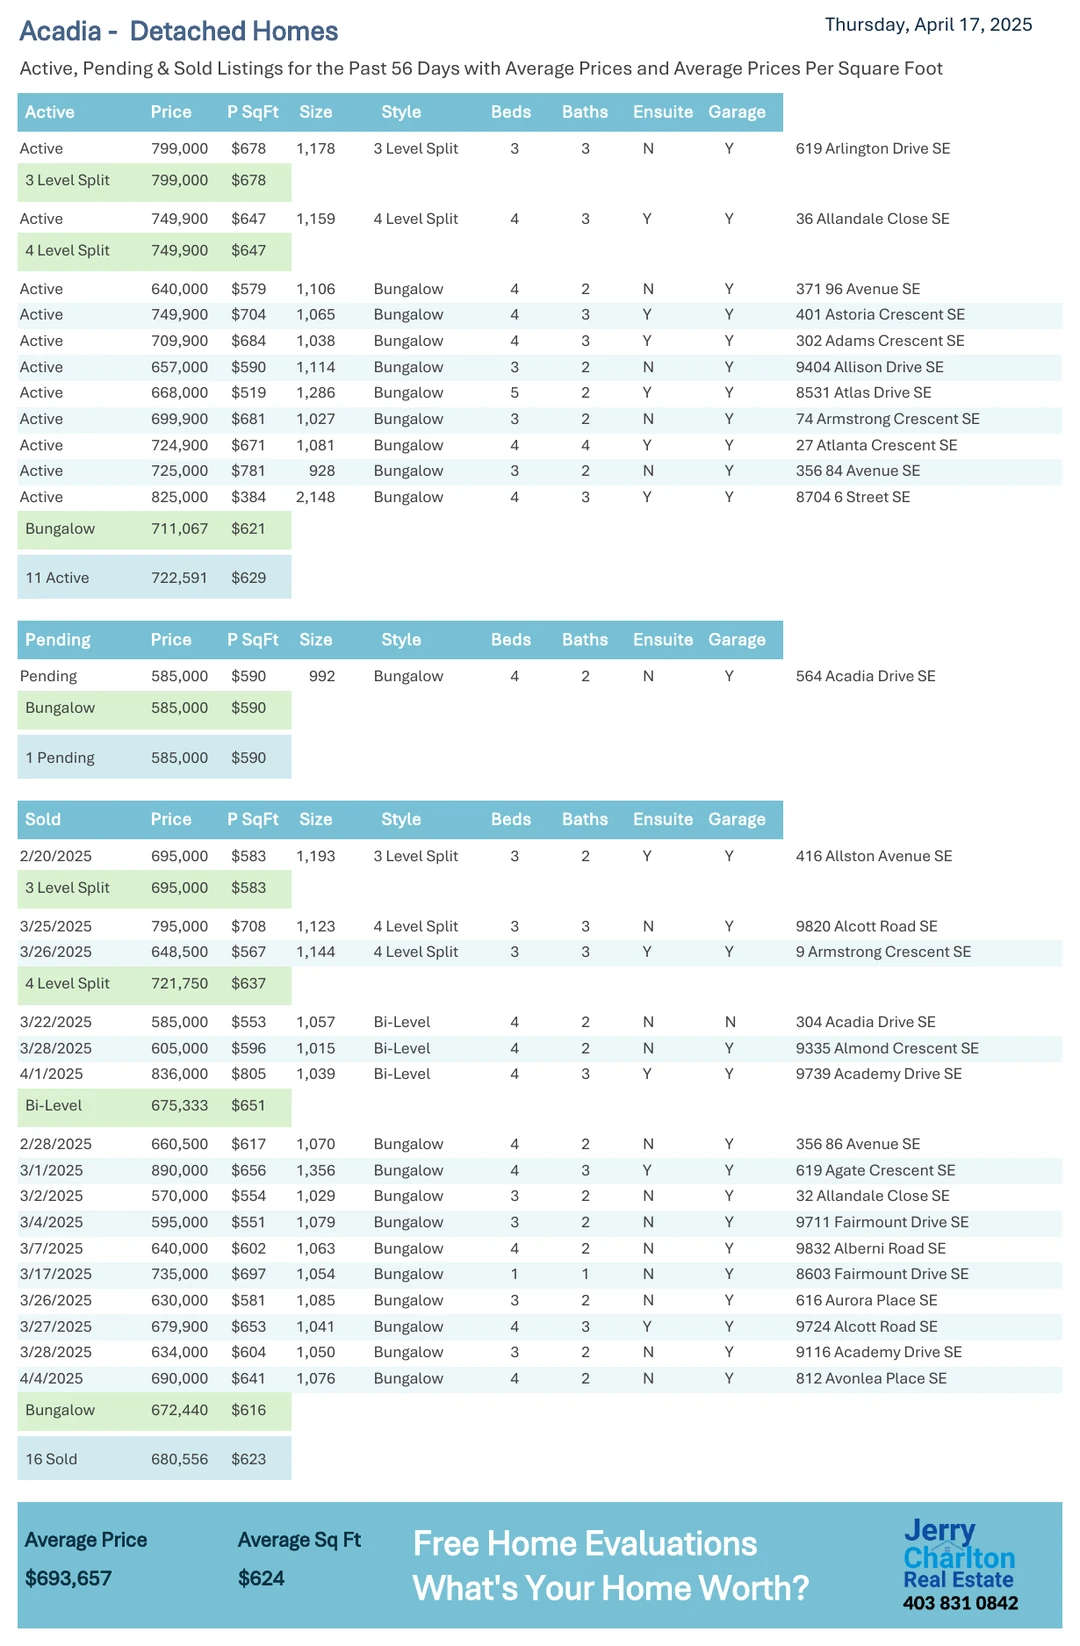 Acadia - Detached Homes
Thursday, April 17, 2025
Active, Pending & Sold Listings for the Past 56 Days with Average Prices and Average Prices Per Square Foot
Active Price P SqFt Size Style Beds Baths Ensuite Garage
Active 799,000 $678 1,178 3 Level Split 3 3 N Y 619 Arlington Drive SE
3 Level Split 799,000 $678
Active 749,900 $647 1,159 4 Level Split 4 3 Y Y 36 Allandale Close SE
4 Level Split 749,900 $647
Active 640,000 $579 1,106 Bungalow 4 2 N Y 371 96 Avenue SE
Active 749,900 $704 1,065 Bungalow 4 3 Y Y 401 Astoria Crescent SE
Active 709,900 $684 1,038 Bungalow 4 3 Y Y 302 Adams Crescent SE
Active 657,000 $590 1,114 Bungalow 3 2 N Y 9404 Allison Drive SE
Active 668,000 $519 1,286 Bungalow 5 2 Y Y 8531 Atlas Drive SE
Active 699,900 $681 1,027 Bungalow 3 2 N Y 74 Armstrong Crescent SE
Active 724,900 $671 1,081 Bungalow 4 4 Y Y 27 Atlanta Crescent SE
Active 725,000 $781 928 Bungalow 3 2 N Y 356 84 Avenue SE
Active 825,000 $384 2,148 Bungalow 4 3 Y Y 8704 6 Street SE
Bungalow 711,067 $621
11 Active 722,591 $629
Pending Price P SqFt Size Style Beds Baths Ensuite Garage
Pending 585,000 $590 992 Bungalow 4 2 N Y 564 Acadia Drive SE
Bungalow 585,000 $590
1 Pending 585,000 $590
Sold Price P SqFt Size Style Beds Baths Ensuite Garage
2/20/2025 695,000 $583 1,193 3 Level Split 3 2 Y Y 416 Allston Avenue SE
3 Level Split 695,000 $583
3/25/2025 795,000 $708 1,123 4 Level Split 3 3 N Y 9820 Alcott Road SE
3/26/2025 648,500 $567 1,144 4 Level Split 3 3 Y Y 9 Armstrong Crescent SE
4 Level Split 721,750 $637
3/22/2025 585,000 $553 1,057 Bi-Level 4 2 N N 304 Acadia Drive SE
3/28/2025 605,000 $596 1,015 Bi-Level 4 2 N Y 9335 Almond Crescent SE
4/1/2025 836,000 $805 1,039 Bi-Level 4 3 Y Y 9739 Academy Drive SE
Bi-Level 675,333 $651
2/28/2025 660,500 $617 1,070 Bungalow 4 2 N Y 356 86 Avenue SE
3/1/2025 890,000 $656 1,356 Bungalow 4 3 Y Y 619 Agate Crescent SE
3/2/2025 570,000 $554 1,029 Bungalow 3 2 N Y 32 Allandale Close SE
3/4/2025 595,000 $551 1,079 Bungalow 3 2 N Y 9711 Fairmount Drive SE
3/7/2025 640,000 $602 1,063 Bungalow 4 2 N Y 9832 Alberni Road SE
3/17/2025 735,000 $697 1,054 Bungalow 1 1 N Y 8603 Fairmount Drive SE
3/26/2025 630,000 $581 1,085 Bungalow 3 2 N Y 616 Aurora Place SE
3/27/2025 679,900 $653 1,041 Bungalow 4 3 Y Y 9724 Alcott Road SE
3/28/2025 634,000 $604 1,050 Bungalow 3 2 N Y 9116 Academy Drive SE
4/4/2025 690,000 $641 1,076 Bungalow 4 2 N Y 812 Avonlea Place SE
Bungalow 672,440 $616
16 Sold 680,556 $623
Average Price Average Sq Ft
$693,657 $624
Free Home Evaluations
What's Your Home Worth?
Jerry
Charlton
Real Estate
403 831 0842